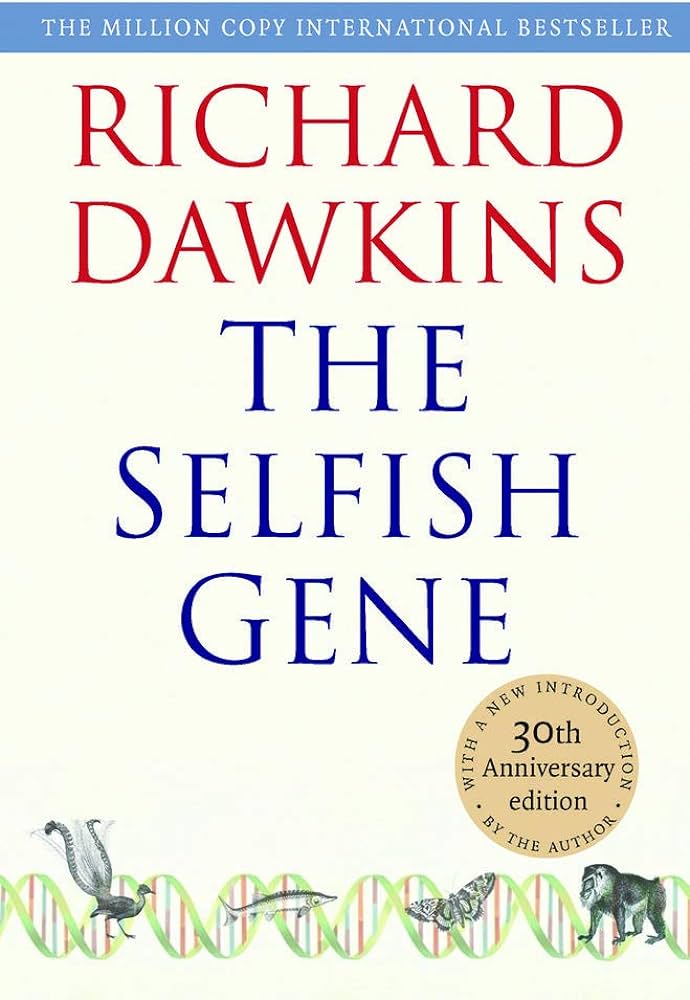 THE MILLION COPY INTERNATIONAL BESTSELLER
RICHARD
DAWKINS
THE
SELFISH
GENE
WITH A NEW INTRODUCTION
30th
Anniversary
edition
· BY THE AUTHOR ·